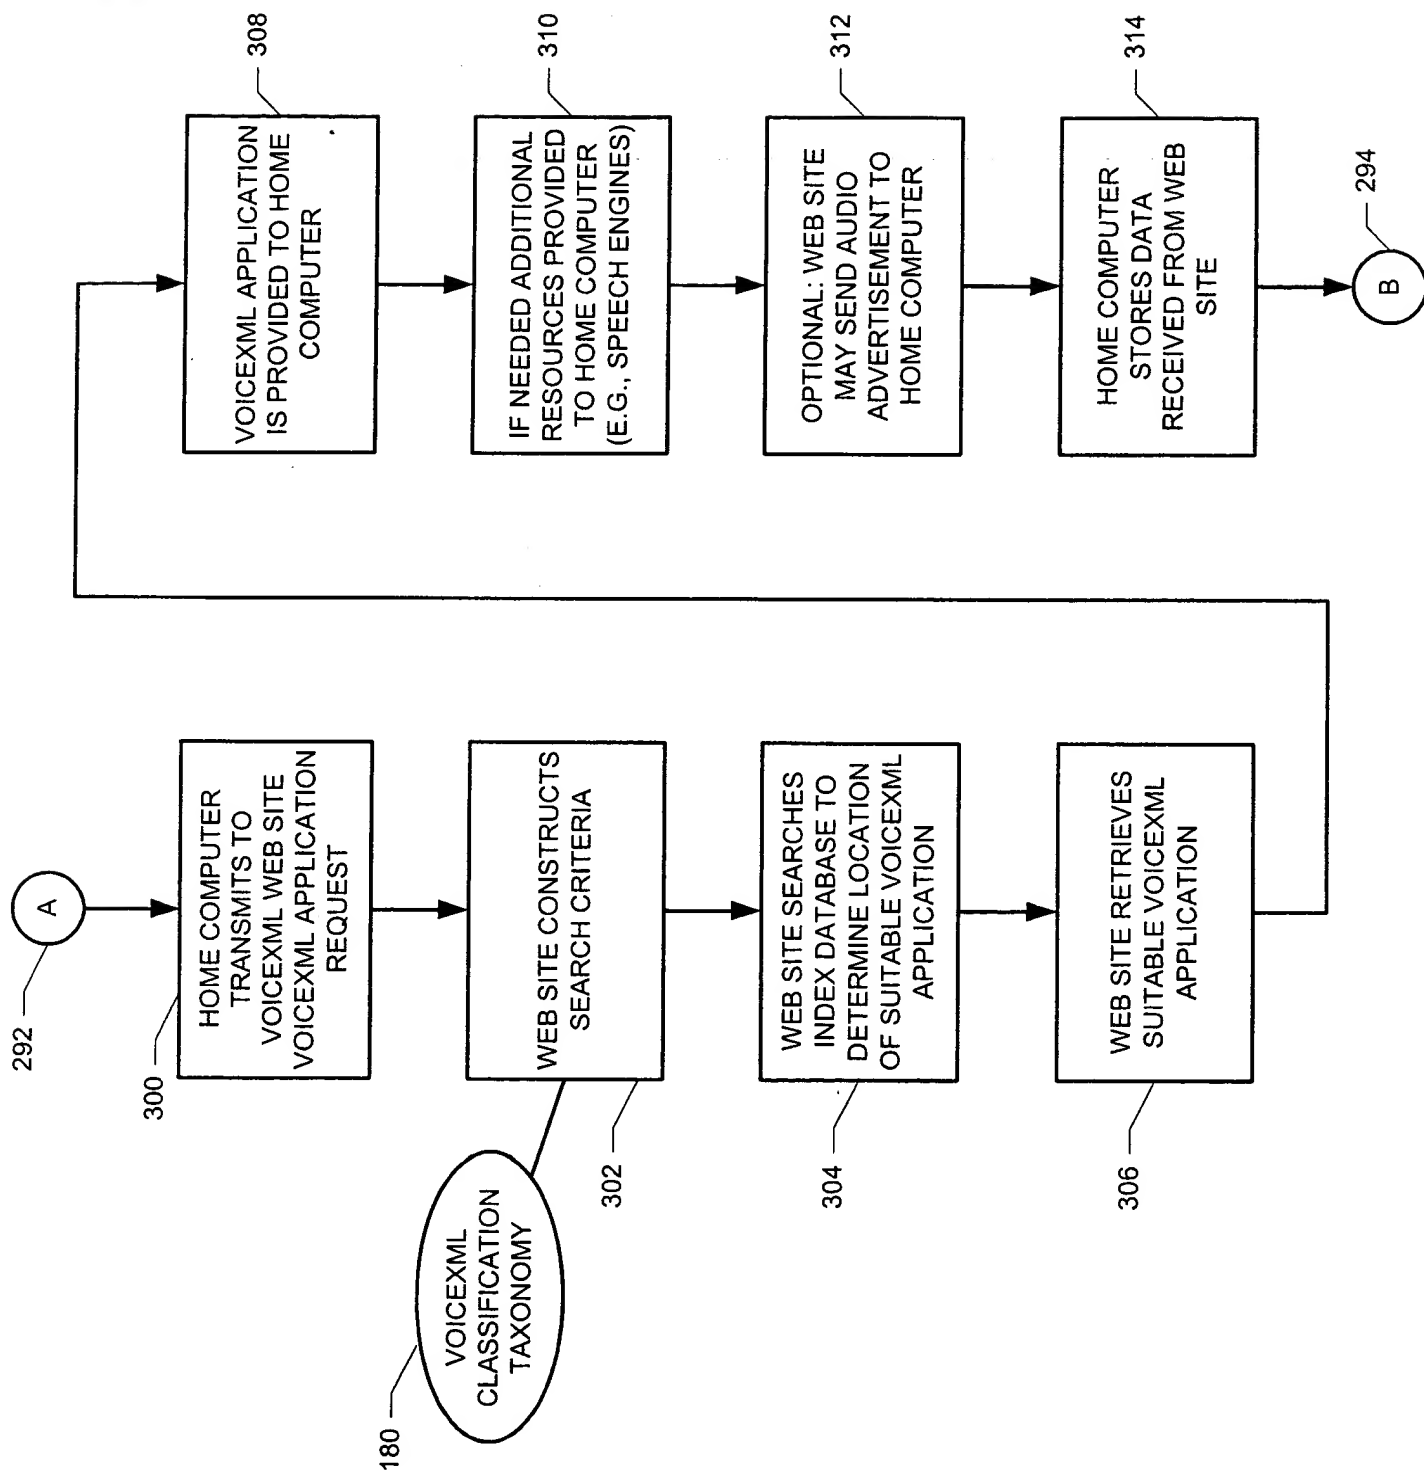 A
292
HOME COMPUTER
TRANSMITS TO
VOICEXML WEB SITE
VOICEXML APPLICATION
REQUEST
300
WEB SITE CONSTRUCTS
SEARCH CRITERIA
302
VOICEXML
CLASSIFICATION
TAXONOMY
180
WEB SITE SEARCHES
INDEX DATABASE TO
DETERMINE LOCATION
OF SUITABLE VOICEXML
APPLICATION
304
WEB SITE RETRIEVES
SUITABLE VOICEXML
APPLICATION
306
VOICEXML APPLICATION
IS PROVIDED TO HOME
COMPUTER
308
IF NEEDED ADDITIONAL
RESOURCES PROVIDED
TO HOME COMPUTER
(E.G., SPEECH ENGINES)
310
OPTIONAL: WEB SITE
MAY SEND AUDIO
ADVERTISEMENT TO
HOME COMPUTER
312
HOME COMPUTER
STORES DATA
RECEIVED FROM WEB
SITE
314
B
294